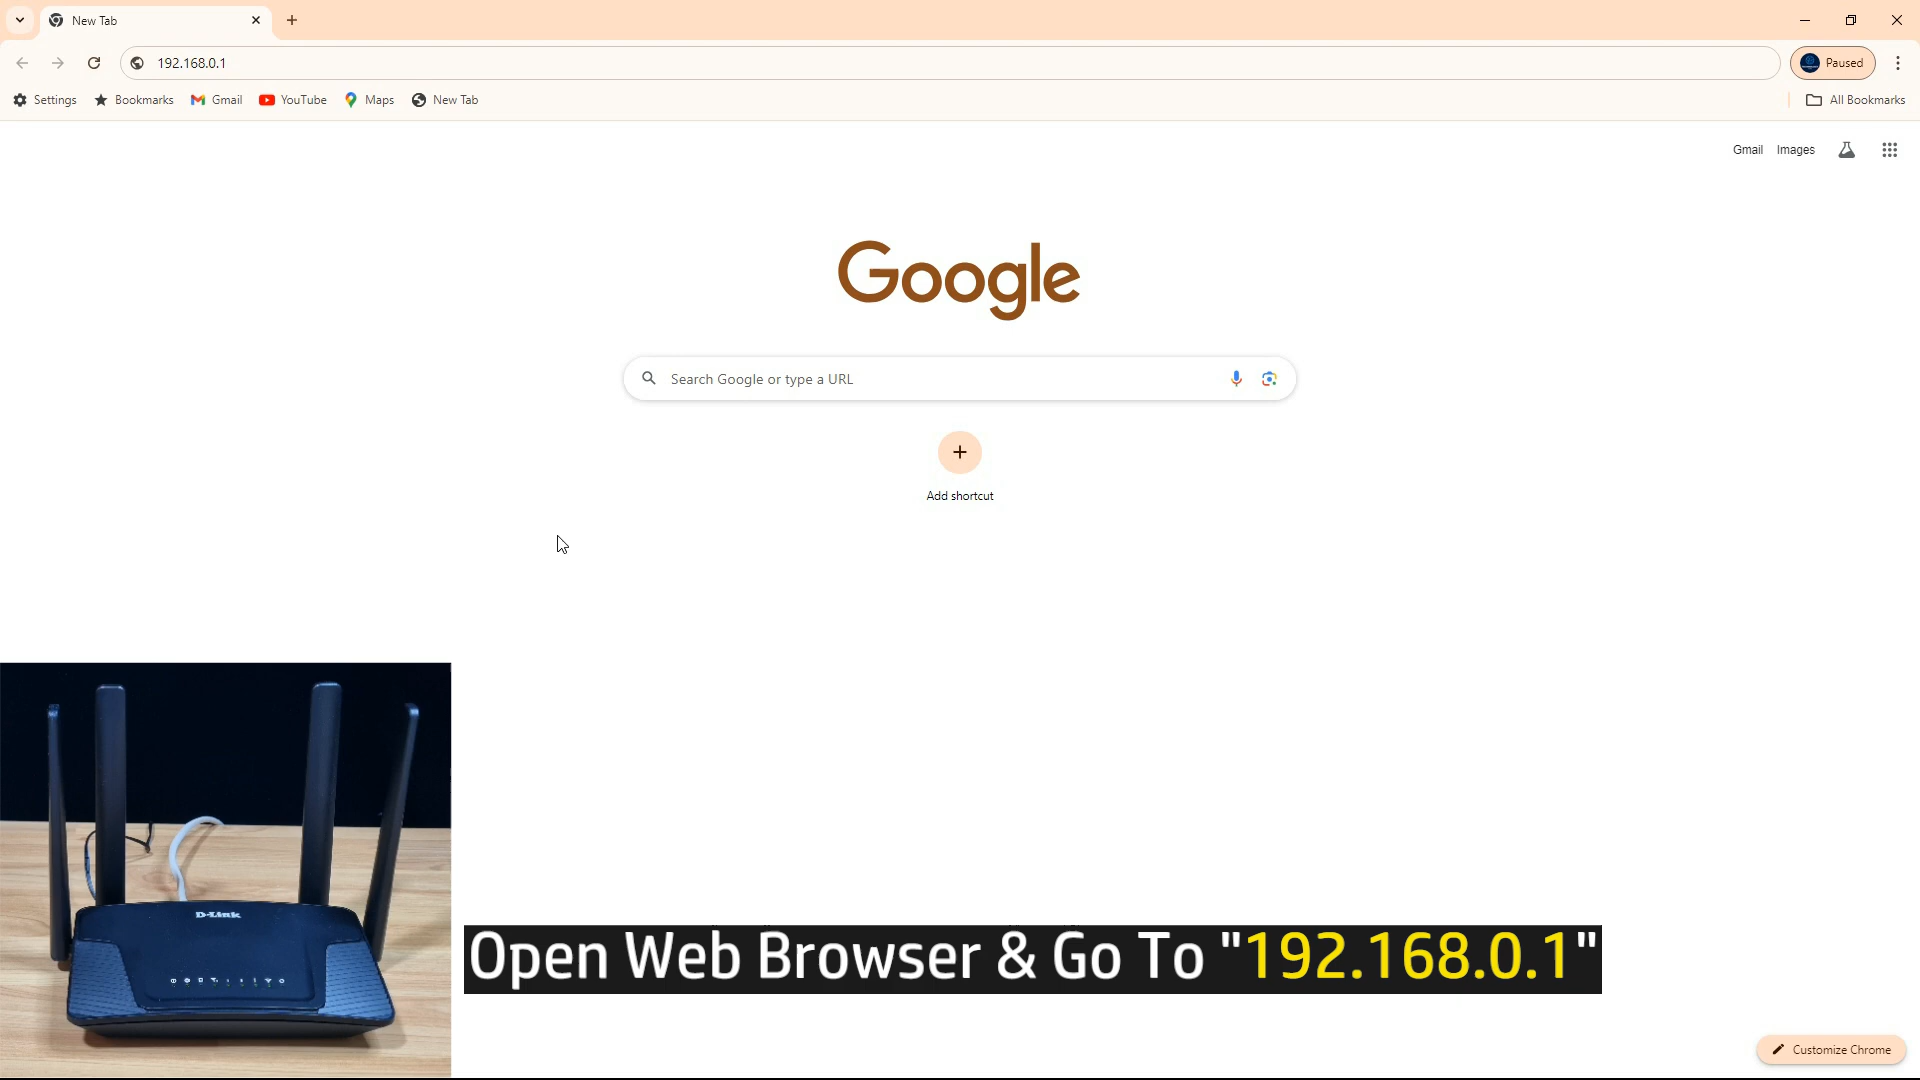 New Tab
192.168.0.1
Paused
Settings
Bookmarks
Gmail
YouTube
Maps
New Tab
All Bookmarks
Gmail
Images
Google
Search Google or type a URL
Add shortcut
D-Link
Open Web Browser & Go To "192.168.0.1"
Customize Chrome